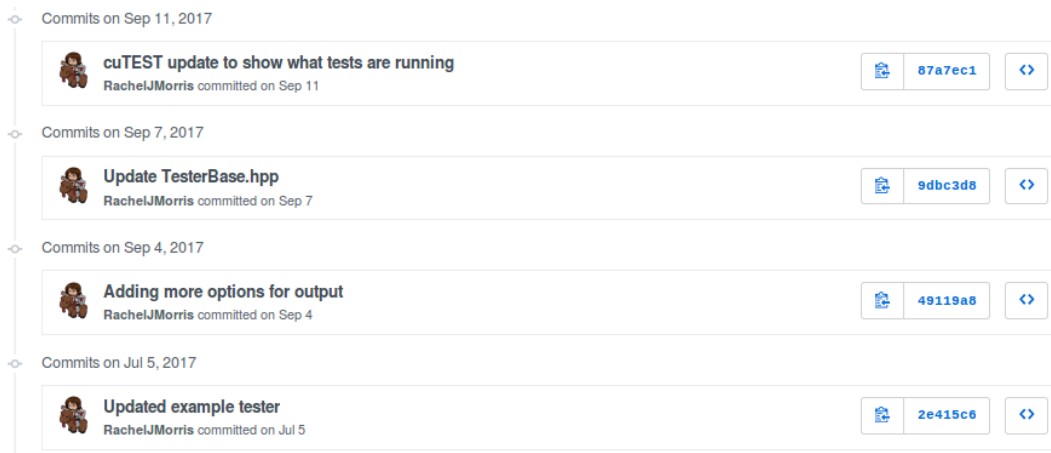 Commits on Sep 11, 2017
cuTEST update to show what tests are running
RachelJMorris committed on Sep 11
87a7ec1
Commits on Sep 7, 2017
Update TesterBase.hpp
RachelJMorris committed on Sep 7
9dbc3d8
Commits on Sep 4, 2017
Adding more options for output
RachelJMorris committed on Sep 4
49119a8
Commits on Jul 5, 2017
Updated example tester
RachelJMorris committed on Jul 5
2e415c6